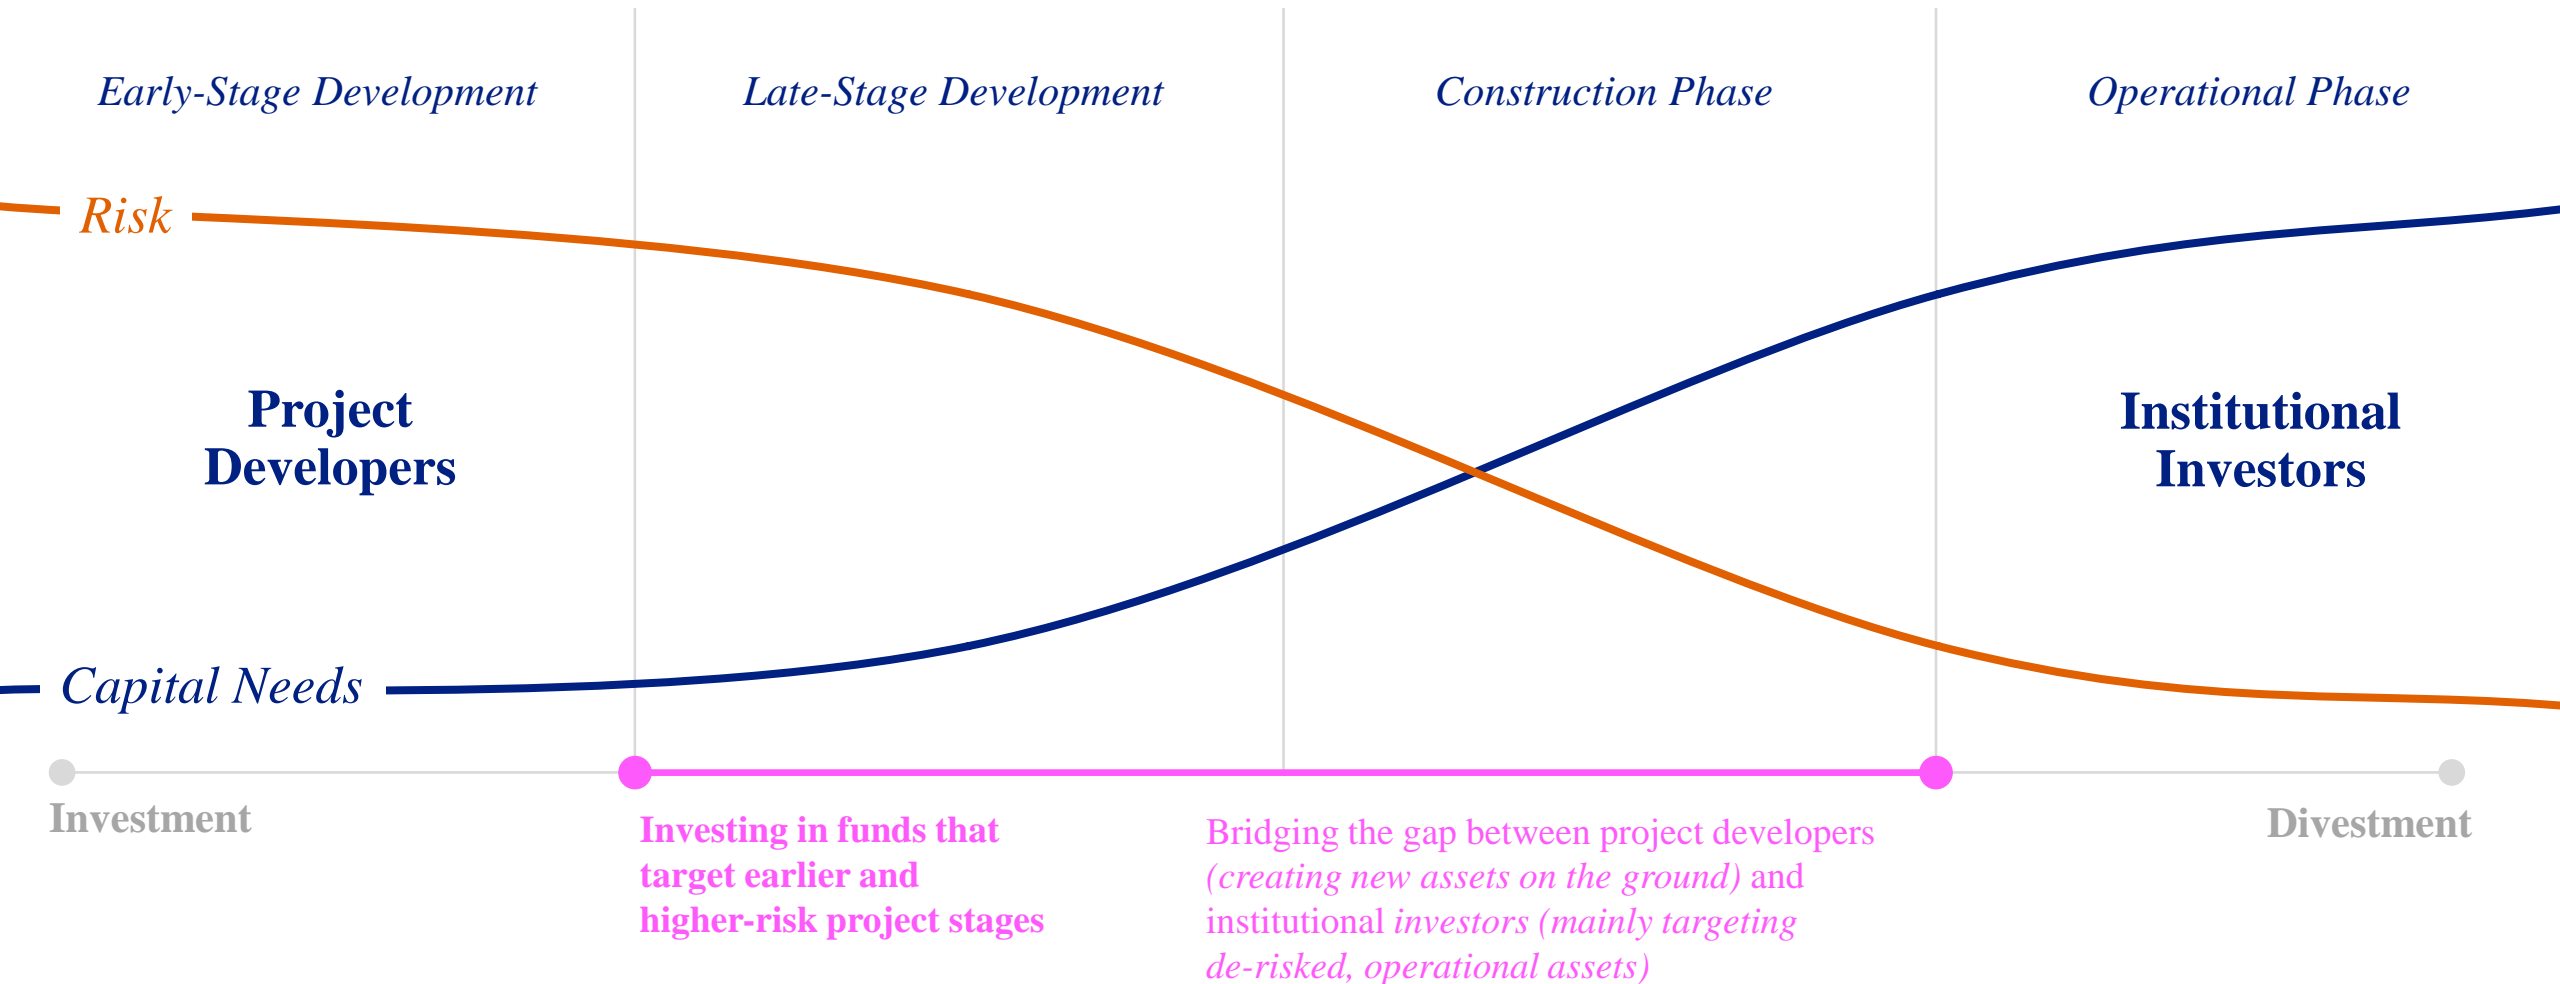 Early-Stage Development
Late-Stage Development
Construction Phase
Operational Phase
Risk
Project
Developers
Institutional
Investors
Capital Needs
Investment
Divestment
Investing in funds that
target earlier and
higher-risk project stages
Bridging the gap between project developers
(creating new assets on the ground) and
institutional investors (mainly targeting
de-risked, operational assets)